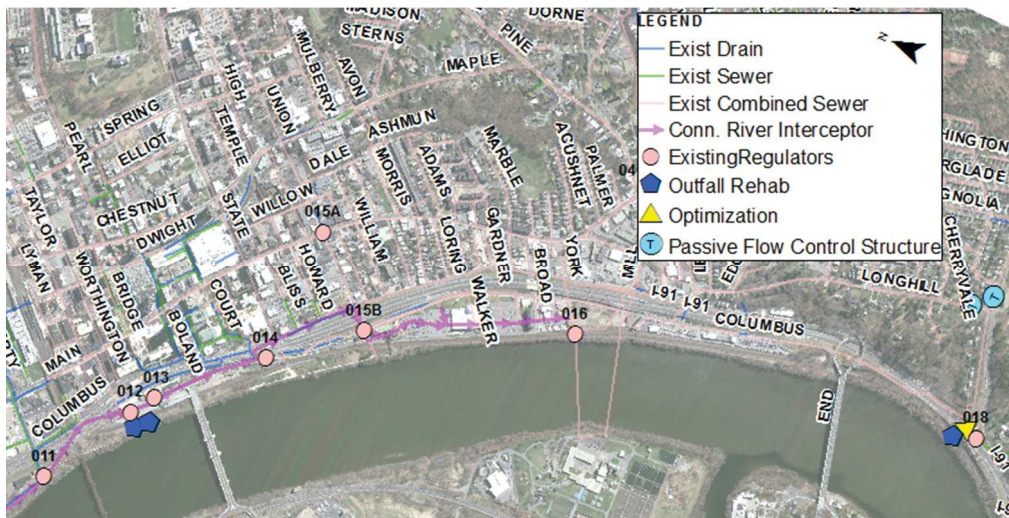 MADISON
DORNE
STERNS
PINE
LEGEND
N
Exist Drain
Exist Sewer
Exist Combined Sewer
Conn. River Interceptor
ExistingRegulators
Outfall Rehab
Optimization
T Passive Flow Control Structure
MULBERRY
AVON
MAPLE
HIGH
UNION
SPRING
PEARL
ELLIOT
TEMPLE
ASHMUN
DALE
MARBLE
ACUSHNET
PALMER
TAYLOR
CHESTNUT
STATE
WILLOW
MORRIS
ADAMS
DWIGHT
015A
WILLIAM
LORING
GARDNER
LYMAN
WORTHINGTON
BRIDGE
BOLAND
COURT
BLISS
HOWARD
WALKER
BROAD
YORK
LONGHILL
CHERRYVALE
T
I-91
I-91
COLUMBUS
MAIN
COLUMBUS
015B
016
014
013
012
011
END
018
I-91